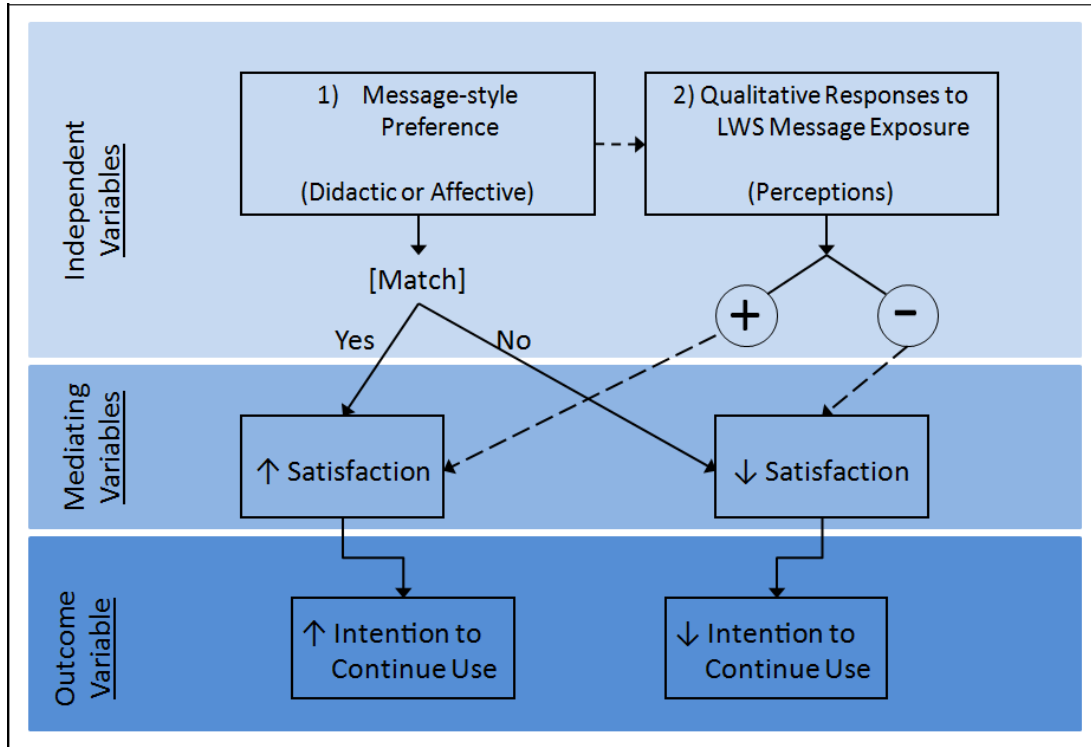 Independent
Variables
1) Message-style
Preference
(Didactic or Affective)
2) Qualitative Responses to
LWS Message Exposure
(Perceptions)
[Match]
Yes
No
+
-
Mediating
Variables
↑ Satisfaction
↓ Satisfaction
Outcome
Variable
↑ Intention to
Continue Use
↓ Intention to
Continue Use